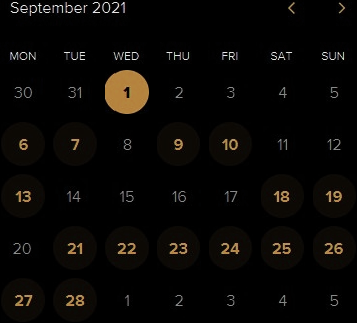 September 2021
MON TUE WED THU FRI SAT SUN
30 31 1 2 3 4 5
6 7 8 9 10 11 12
13 14 15 16 17 18 19
20 21 22 23 24 25 26
27 28 1 2 3 4 5